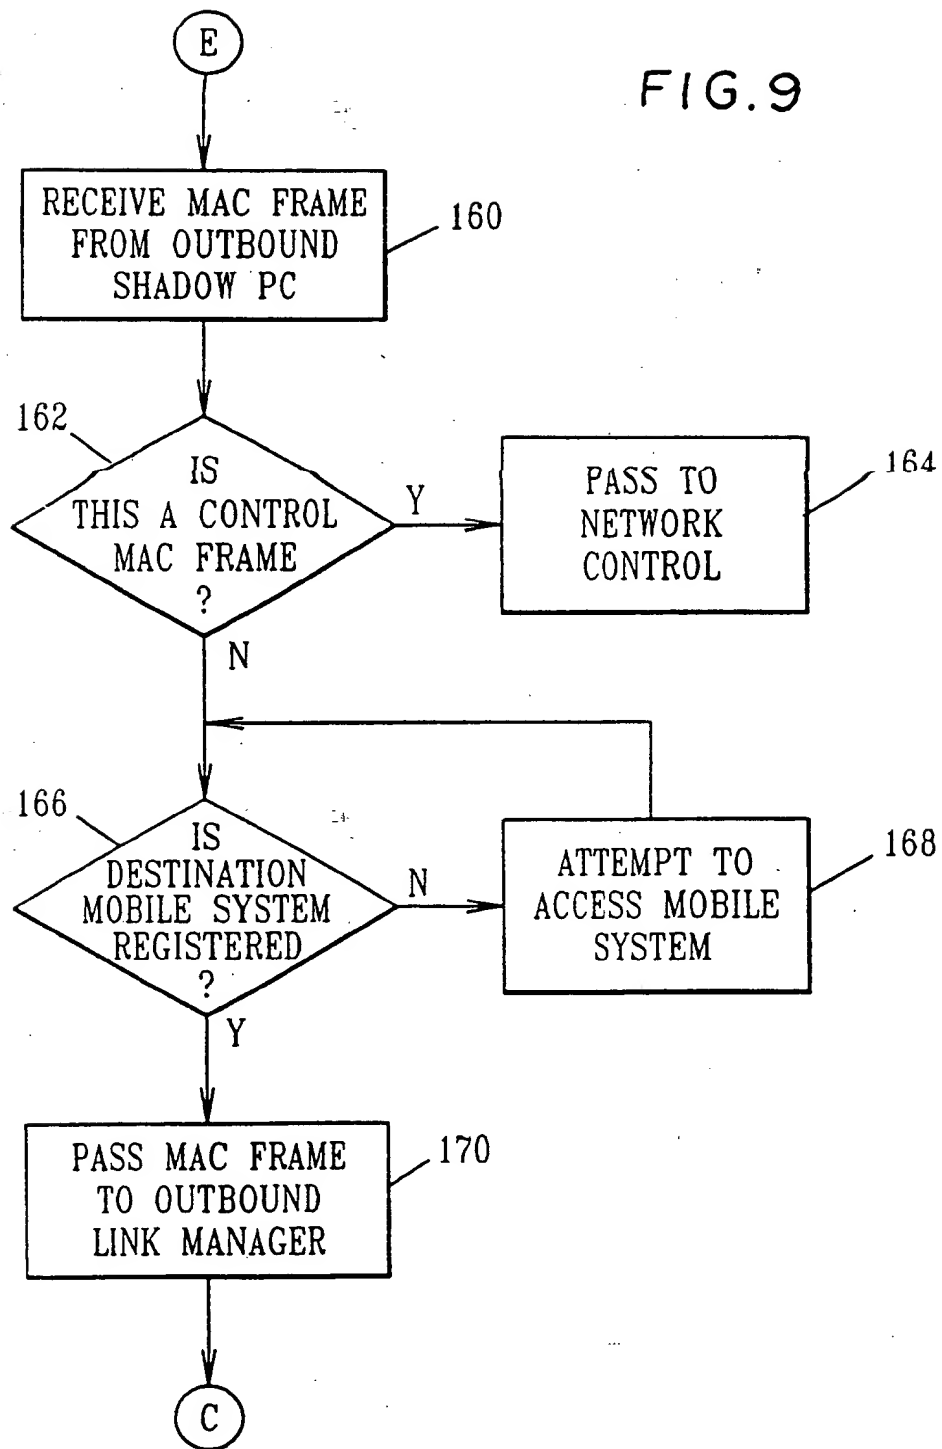 E
FIG. 9
RECEIVE MAC FRAME
FROM OUTBOUND
SHADOW PC
160
162
IS
THIS A CONTROL
MAC FRAME
?
Y
PASS TO
NETWORK
CONTROL
164
N
166
IS
DESTINATION
MOBILE SYSTEM
REGISTERED
?
N
ATTEMPT TO
ACCESS MOBILE
SYSTEM
168
Y
PASS MAC FRAME
TO OUTBOUND
LINK MANAGER
170
C